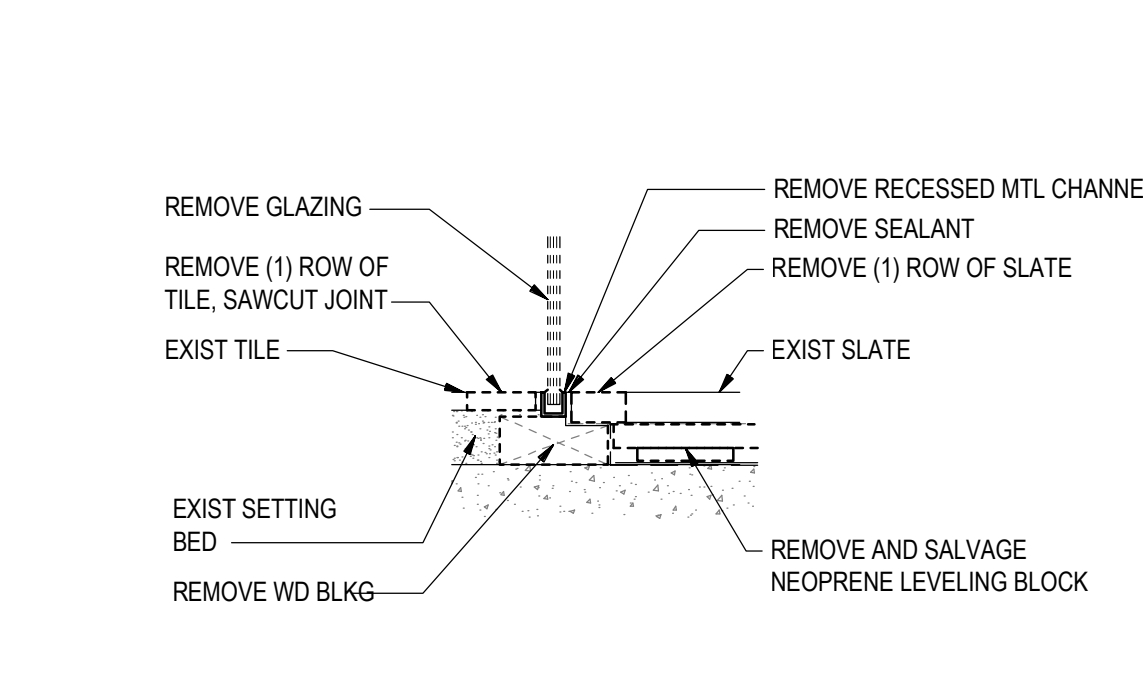 REMOVE GLAZING
REMOVE (1) ROW OF
TILE, SAWCUT JOINT
EXIST TILE
EXIST SETTING
BED
REMOVE WD BLKG
REMOVE RECESSED MTL CHANNE
REMOVE SEALANT
REMOVE (1) ROW OF SLATE
EXIST SLATE
REMOVE AND SALVAGE
NEOPRENE LEVELING BLOCK